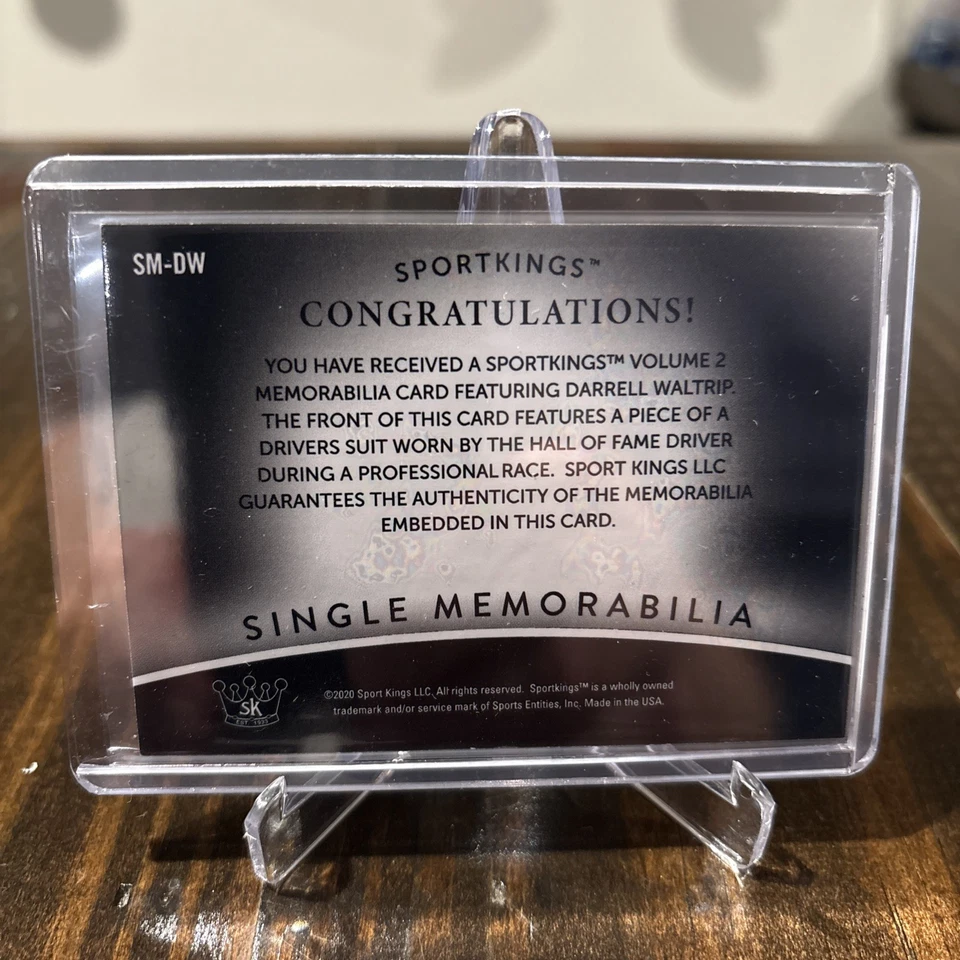 SM-DW
SPORTKINGS™
CONGRATULATIONS!
YOU HAVE RECEIVED A SPORTKINGS™ VOLUME 2
MEMORABILIA CARD FEATURING DARRELL WALTRIP.
THE FRONT OF THIS CARD FEATURES A PIECE OF A
DRIVERS SUIT WORN BY THE HALL OF FAME DRIVER
DURING A PROFESSIONAL RACE. SPORT KINGS LLC
GUARANTEES THE AUTHENTICITY OF THE MEMORABILIA
EMBEDDED IN THIS CARD.
SINGLE MEMORABILIA
SK
©2020 Sport Kings LLC. All rights reserved. Sportkings™ is a wholly owned
trademark and/or service mark of Sports Entities, Inc. Made in the USA.